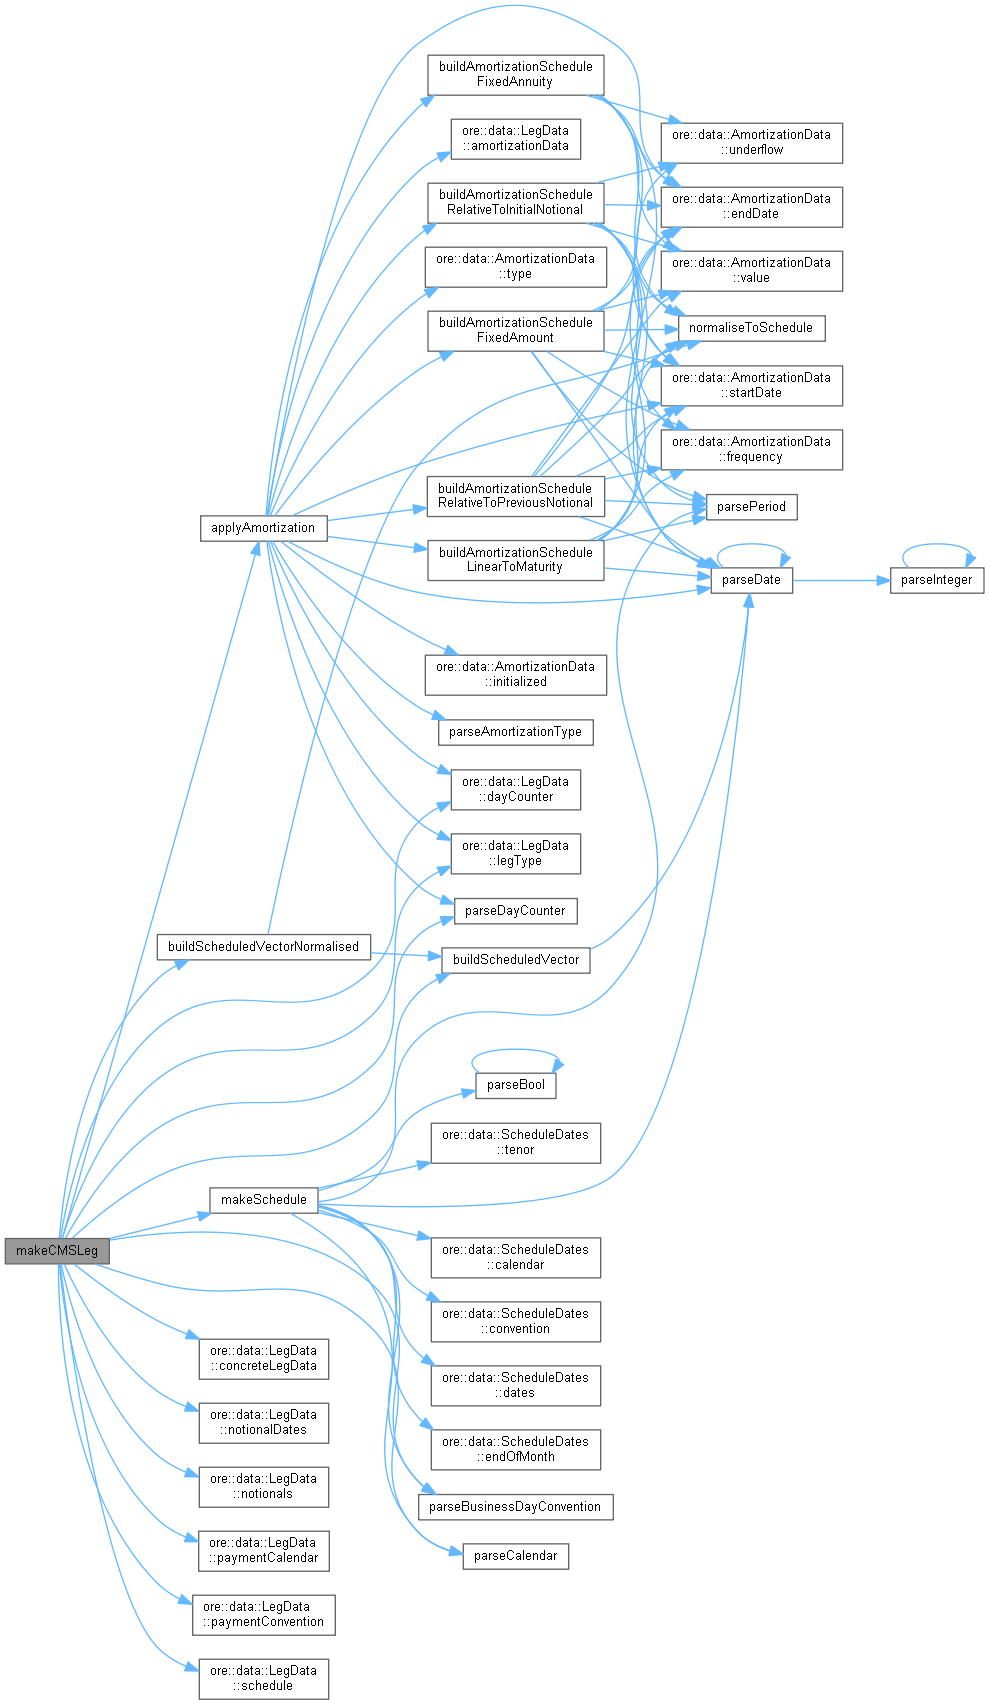 buildAmortizationSchedule
FixedAnnuity
ore::data::LegData
::amortizationData
ore::data::AmortizationData
::underflow
buildAmortizationSchedule
RelativeToInitialNotional
ore::data::AmortizationData
::endDate
ore::data::AmortizationData
::type
ore::data::AmortizationData
::value
buildAmortizationSchedule
FixedAmount
normaliseToSchedule
ore::data::AmortizationData
::startDate
ore::data::AmortizationData
::frequency
buildAmortizationSchedule
RelativeToPreviousNotional
parsePeriod
applyAmortization
buildAmortizationSchedule
LinearToMaturity
parseDate
parseInteger
ore::data::AmortizationData
::initialized
parseAmortizationType
ore::data::LegData
::dayCounter
ore::data::LegData
::legType
parseDayCounter
buildScheduledVectorNormalised
buildScheduledVector
parseBool
ore::data::ScheduleDates
::tenor
makeSchedule
makeCMSLeg
ore::data::ScheduleDates
::calendar
ore::data::ScheduleDates
::convention
ore::data::LegData
::concreteLegData
ore::data::ScheduleDates
::dates
ore::data::LegData
::notionalDates
ore::data::ScheduleDates
::endOfMonth
ore::data::LegData
::notionals
parseBusinessDayConvention
ore::data::LegData
::paymentCalendar
parseCalendar
ore::data::LegData
::paymentConvention
ore::data::LegData
::schedule